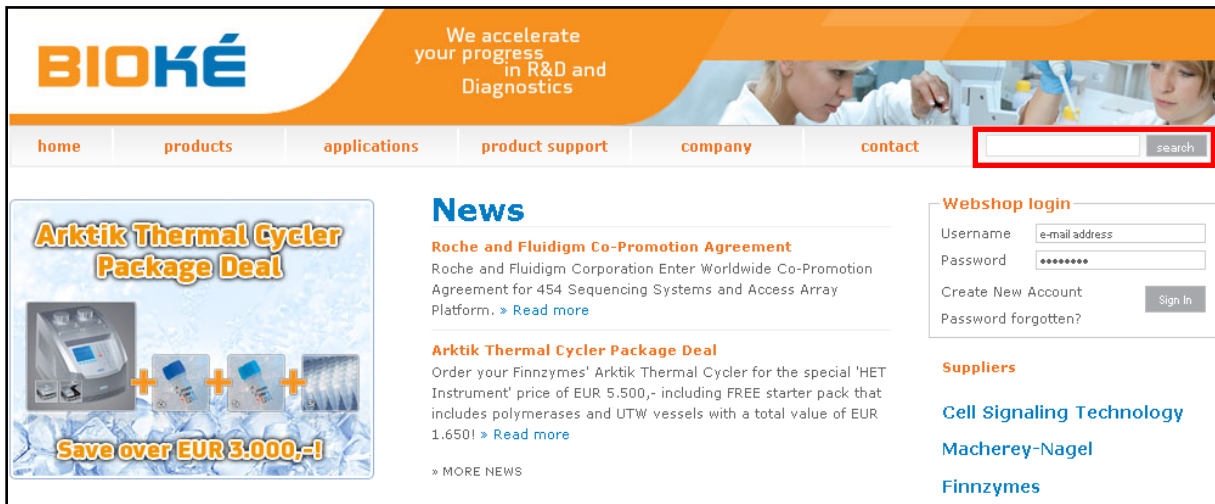 BIOKÉ
We accelerate
your progress
in R&D and
Diagnostics
home products applications product support company contact search
Arktik Thermal Cycler
Package Deal
Save over EUR 3.000,-!
News
Roche and Fluidigm Co-Promotion Agreement
Roche and Fluidigm Corporation Enter Worldwide Co-Promotion
Agreement for 454 Sequencing Systems and Access Array
Platform. » Read more
Arktik Thermal Cycler Package Deal
Order your Finnzymes' Arktik Thermal Cycler for the special 'HET
Instrument' price of EUR 5.500,- including FREE starter pack that
includes polymerases and UTW vessels with a total value of EUR
1.650! » Read more
» MORE NEWS
Webshop login
Username e-mail address
Password ••••••••
Create New Account
Sign In
Password forgotten?
Suppliers
Cell Signaling Technology
Macherey-Nagel
Finnzymes